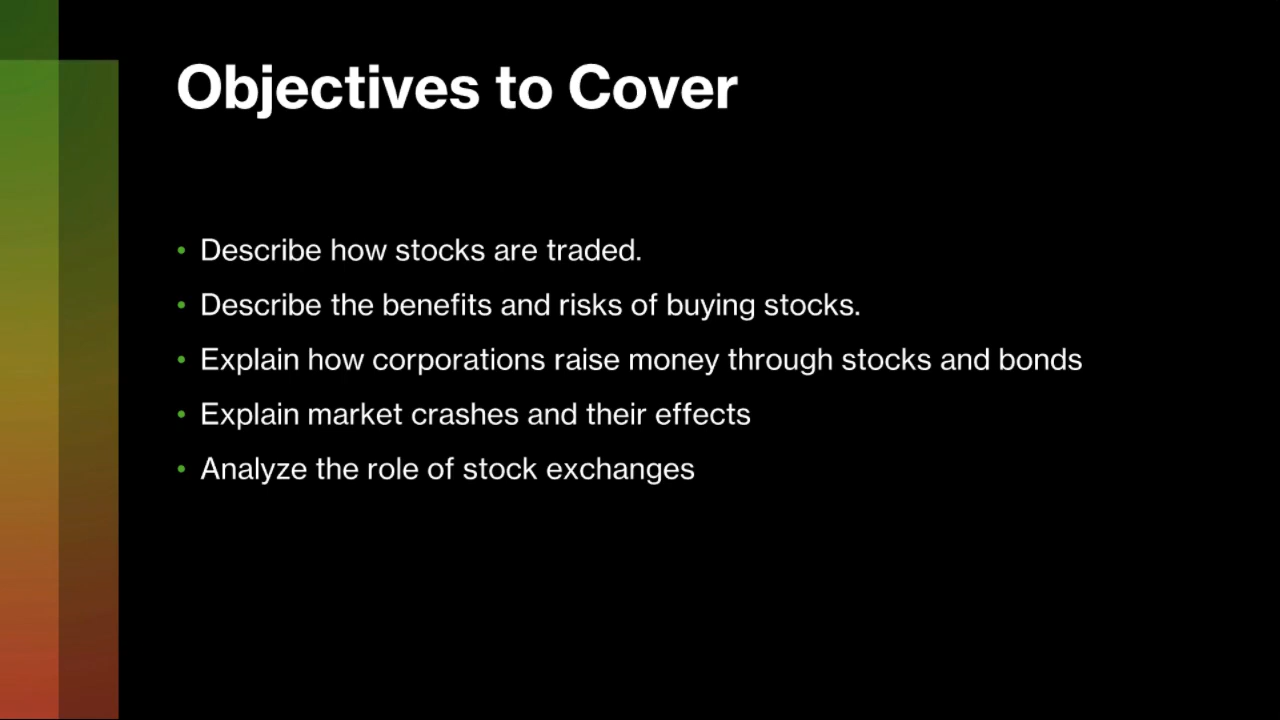 Objectives to Cover
• Describe how stocks are traded.
• Describe the benefits and risks of buying stocks.
• Explain how corporations raise money through stocks and bonds
• Explain market crashes and their effects
• Analyze the role of stock exchanges